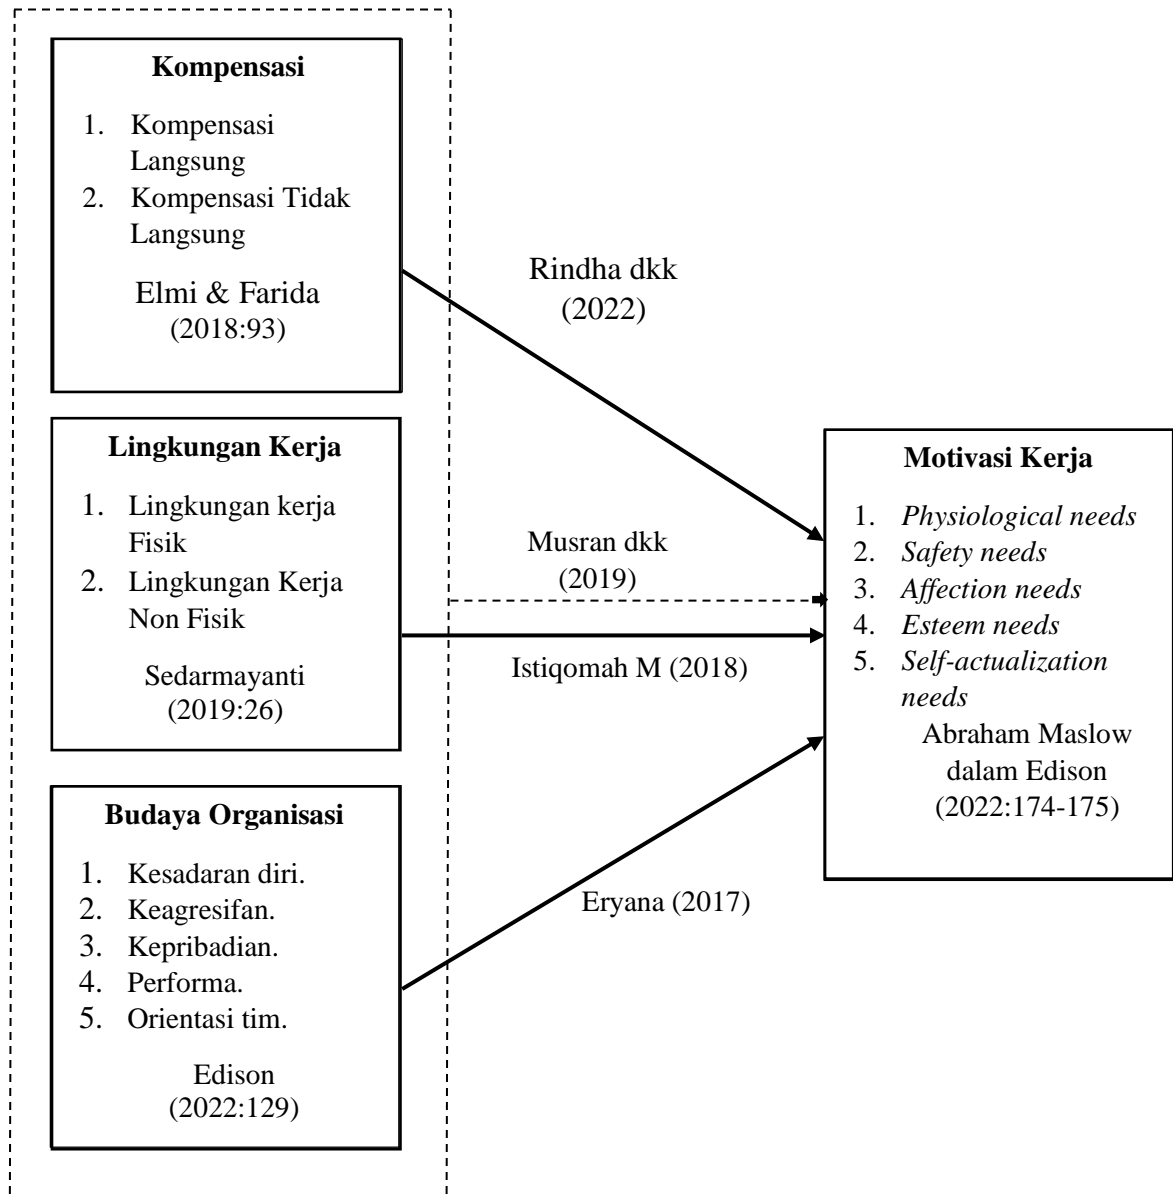 Kompensasi
1. Kompensasi
Langsung
2. Kompensasi Tidak
Langsung
Elmi & Farida
(2018:93)
Rindha dkk
(2022)
Lingkungan Kerja
1. Lingkungan kerja
Fisik
2. Lingkungan Kerja
Non Fisik
Sedarmayanti
(2019:26)
Musran dkk
(2019)
Istiqomah M (2018)
Motivasi Kerja
1. Physiological needs
2. Safety needs
3. Affection needs
4. Esteem needs
5. Self-actualization
needs
Abraham Maslow
dalam Edison
(2022:174-175)
Budaya Organisasi
1. Kesadaran diri.
2. Keagresifan.
3. Kepribadian.
4. Performa.
5. Orientasi tim.
Edison
(2022:129)
Eryana (2017)